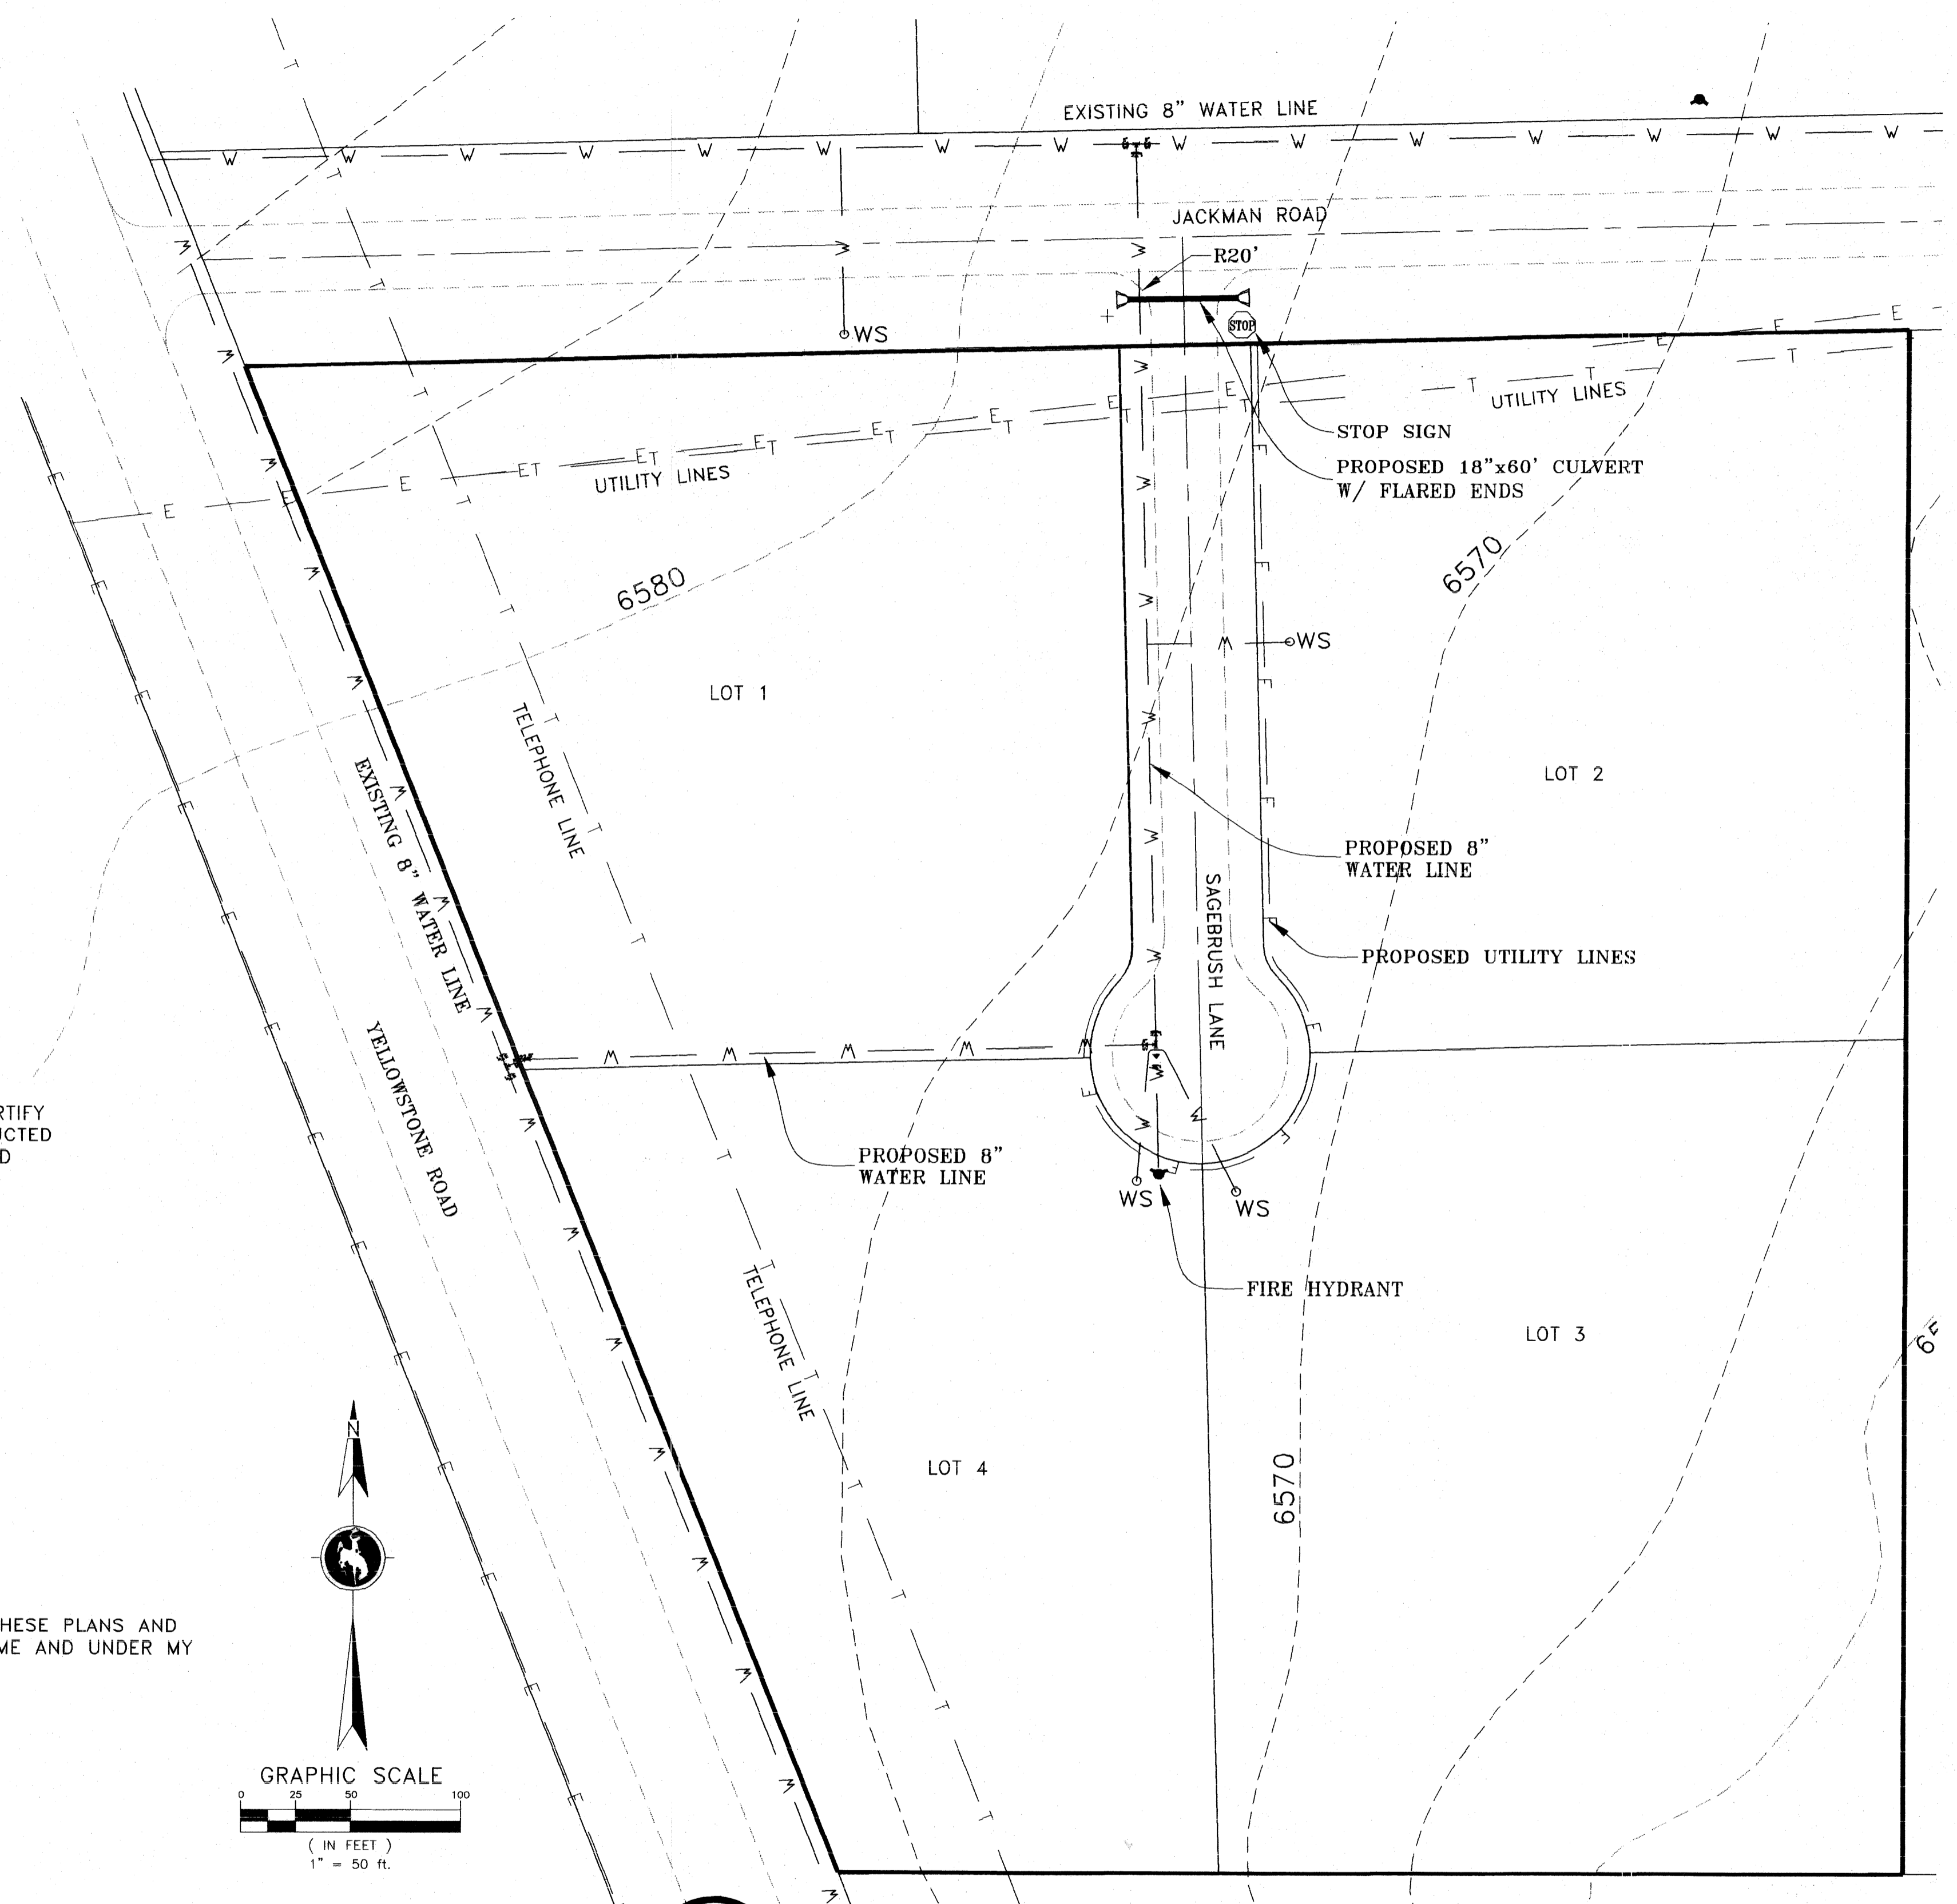 EXISTING 8" WATER LINE
JACKMAN ROAD
R20'
WS
STOP
UTILITY LINES
STOP SIGN
PROPOSED 18"x60' CULVERT
W/ FLARED ENDS
UTILITY LINES
6580
6570
WS
LOT 1
TELEPHONE LINE
LOT 2
EXISTING 8" WATER LINE
PROPOSED 8"
WATER LINE
SAGEBRUSH LANE
PROPOSED UTILITY LINES
YELLOWSTONE ROAD
RTIFY
UCTED
D
PROPOSED 8"
WATER LINE
WS
WS
FIRE HYDRANT
TELEPHONE LINE
LOT 3
LOT 4
6570
N
HESE PLANS AND
ME AND UNDER MY
GRAPHIC SCALE
0 25 50 100
( IN FEET )
1" = 50 ft.